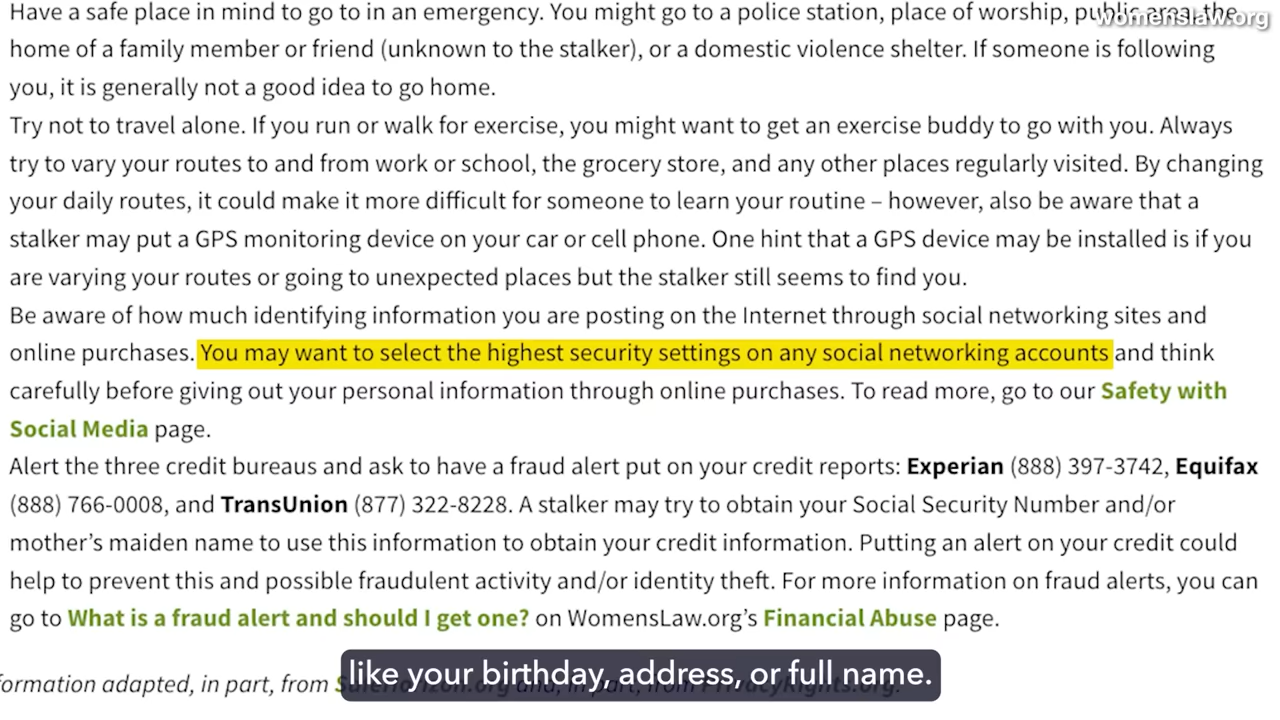 Have a safe place in mind to go to in an emergency. You might go to a police station, place of worship, public area, the
womenslaw.org
home of a family member or friend (unknown to the stalker), or a domestic violence shelter. If someone is following
you, it is generally not a good idea to go home.
Try not to travel alone. If you run or walk for exercise, you might want to get an exercise buddy to go with you. Always
try to vary your routes to and from work or school, the grocery store, and any other places regularly visited. By changing
your daily routes, it could make it more difficult for someone to learn your routine – however, also be aware that a
stalker may put a GPS monitoring device on your car or cell phone. One hint that a GPS device may be installed is if you
are varying your routes or going to unexpected places but the stalker still seems to find you.
Be aware of how much identifying information you are posting on the Internet through social networking sites and
online purchases. You may want to select the highest security settings on any social networking accounts and think
carefully before giving out your personal information through online purchases. To read more, go to our Safety with
Social Media page.
Alert the three credit bureaus and ask to have a fraud alert put on your credit reports: Experian (888) 397-3742, Equifax
(888) 766-0008, and TransUnion (877) 322-8228. A stalker may try to obtain your Social Security Number and/or
mother's maiden name to use this information to obtain your credit information. Putting an alert on your credit could
help to prevent this and possible fraudulent activity and/or identity theft. For more information on fraud alerts, you can
go to What is a fraud alert and should I get one? on WomensLaw.org's Financial Abuse page.
formation adapted, in part, from
like your birthday, address, or full name.